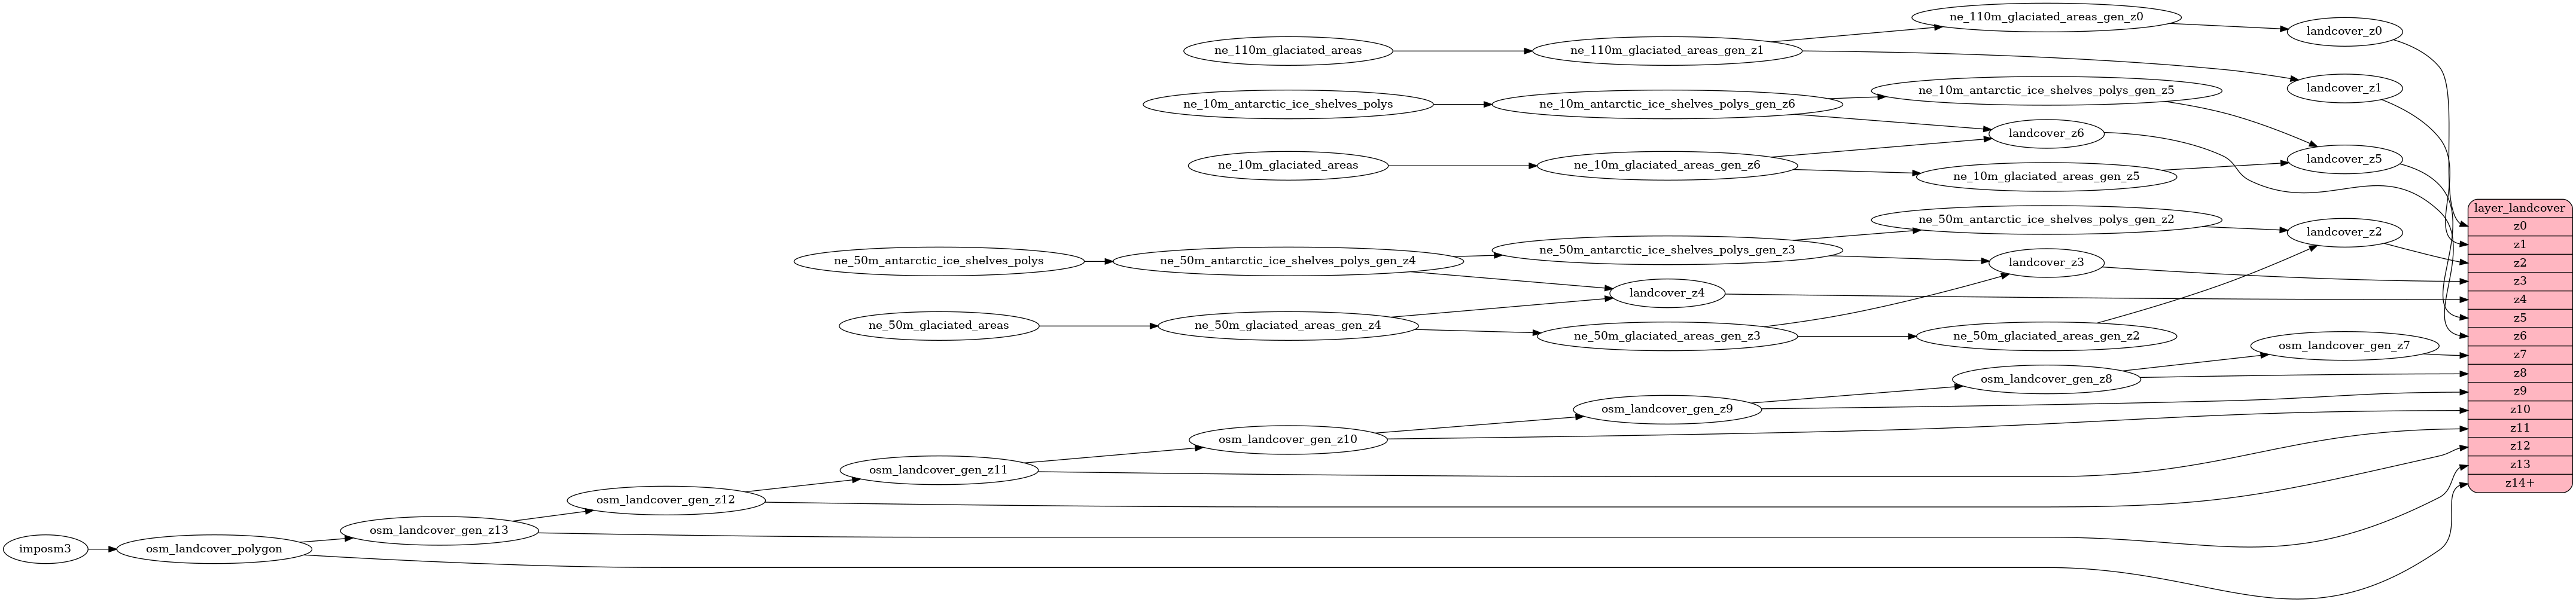 ne_110m_glaciated_areas_gen_z0
landcover_z0
ne_110m_glaciated_areas
ne_110m_glaciated_areas_gen_z1
landcover_z1
ne_10m_antarctic_ice_shelves_polys
ne_10m_antarctic_ice_shelves_polys_gen_z6
ne_10m_antarctic_ice_shelves_polys_gen_z5
landcover_z6
landcover_z5
ne_10m_glaciated_areas
ne_10m_glaciated_areas_gen_z6
ne_10m_glaciated_areas_gen_z5
ne_50m_antarctic_ice_shelves_polys_gen_z2
landcover_z2
ne_50m_antarctic_ice_shelves_polys
ne_50m_antarctic_ice_shelves_polys_gen_z4
ne_50m_antarctic_ice_shelves_polys_gen_z3
landcover_z3
landcover_z4
ne_50m_glaciated_areas
ne_50m_glaciated_areas_gen_z4
ne_50m_glaciated_areas_gen_z3
ne_50m_glaciated_areas_gen_z2
osm_landcover_gen_z7
osm_landcover_gen_z8
osm_landcover_gen_z9
osm_landcover_gen_z10
osm_landcover_gen_z11
osm_landcover_gen_z12
osm_landcover_gen_z13
imposm3
osm_landcover_polygon
layer_landcover
z0
z1
z2
z3
z4
z5
z6
z7
z8
z9
z10
z11
z12
z13
z14+